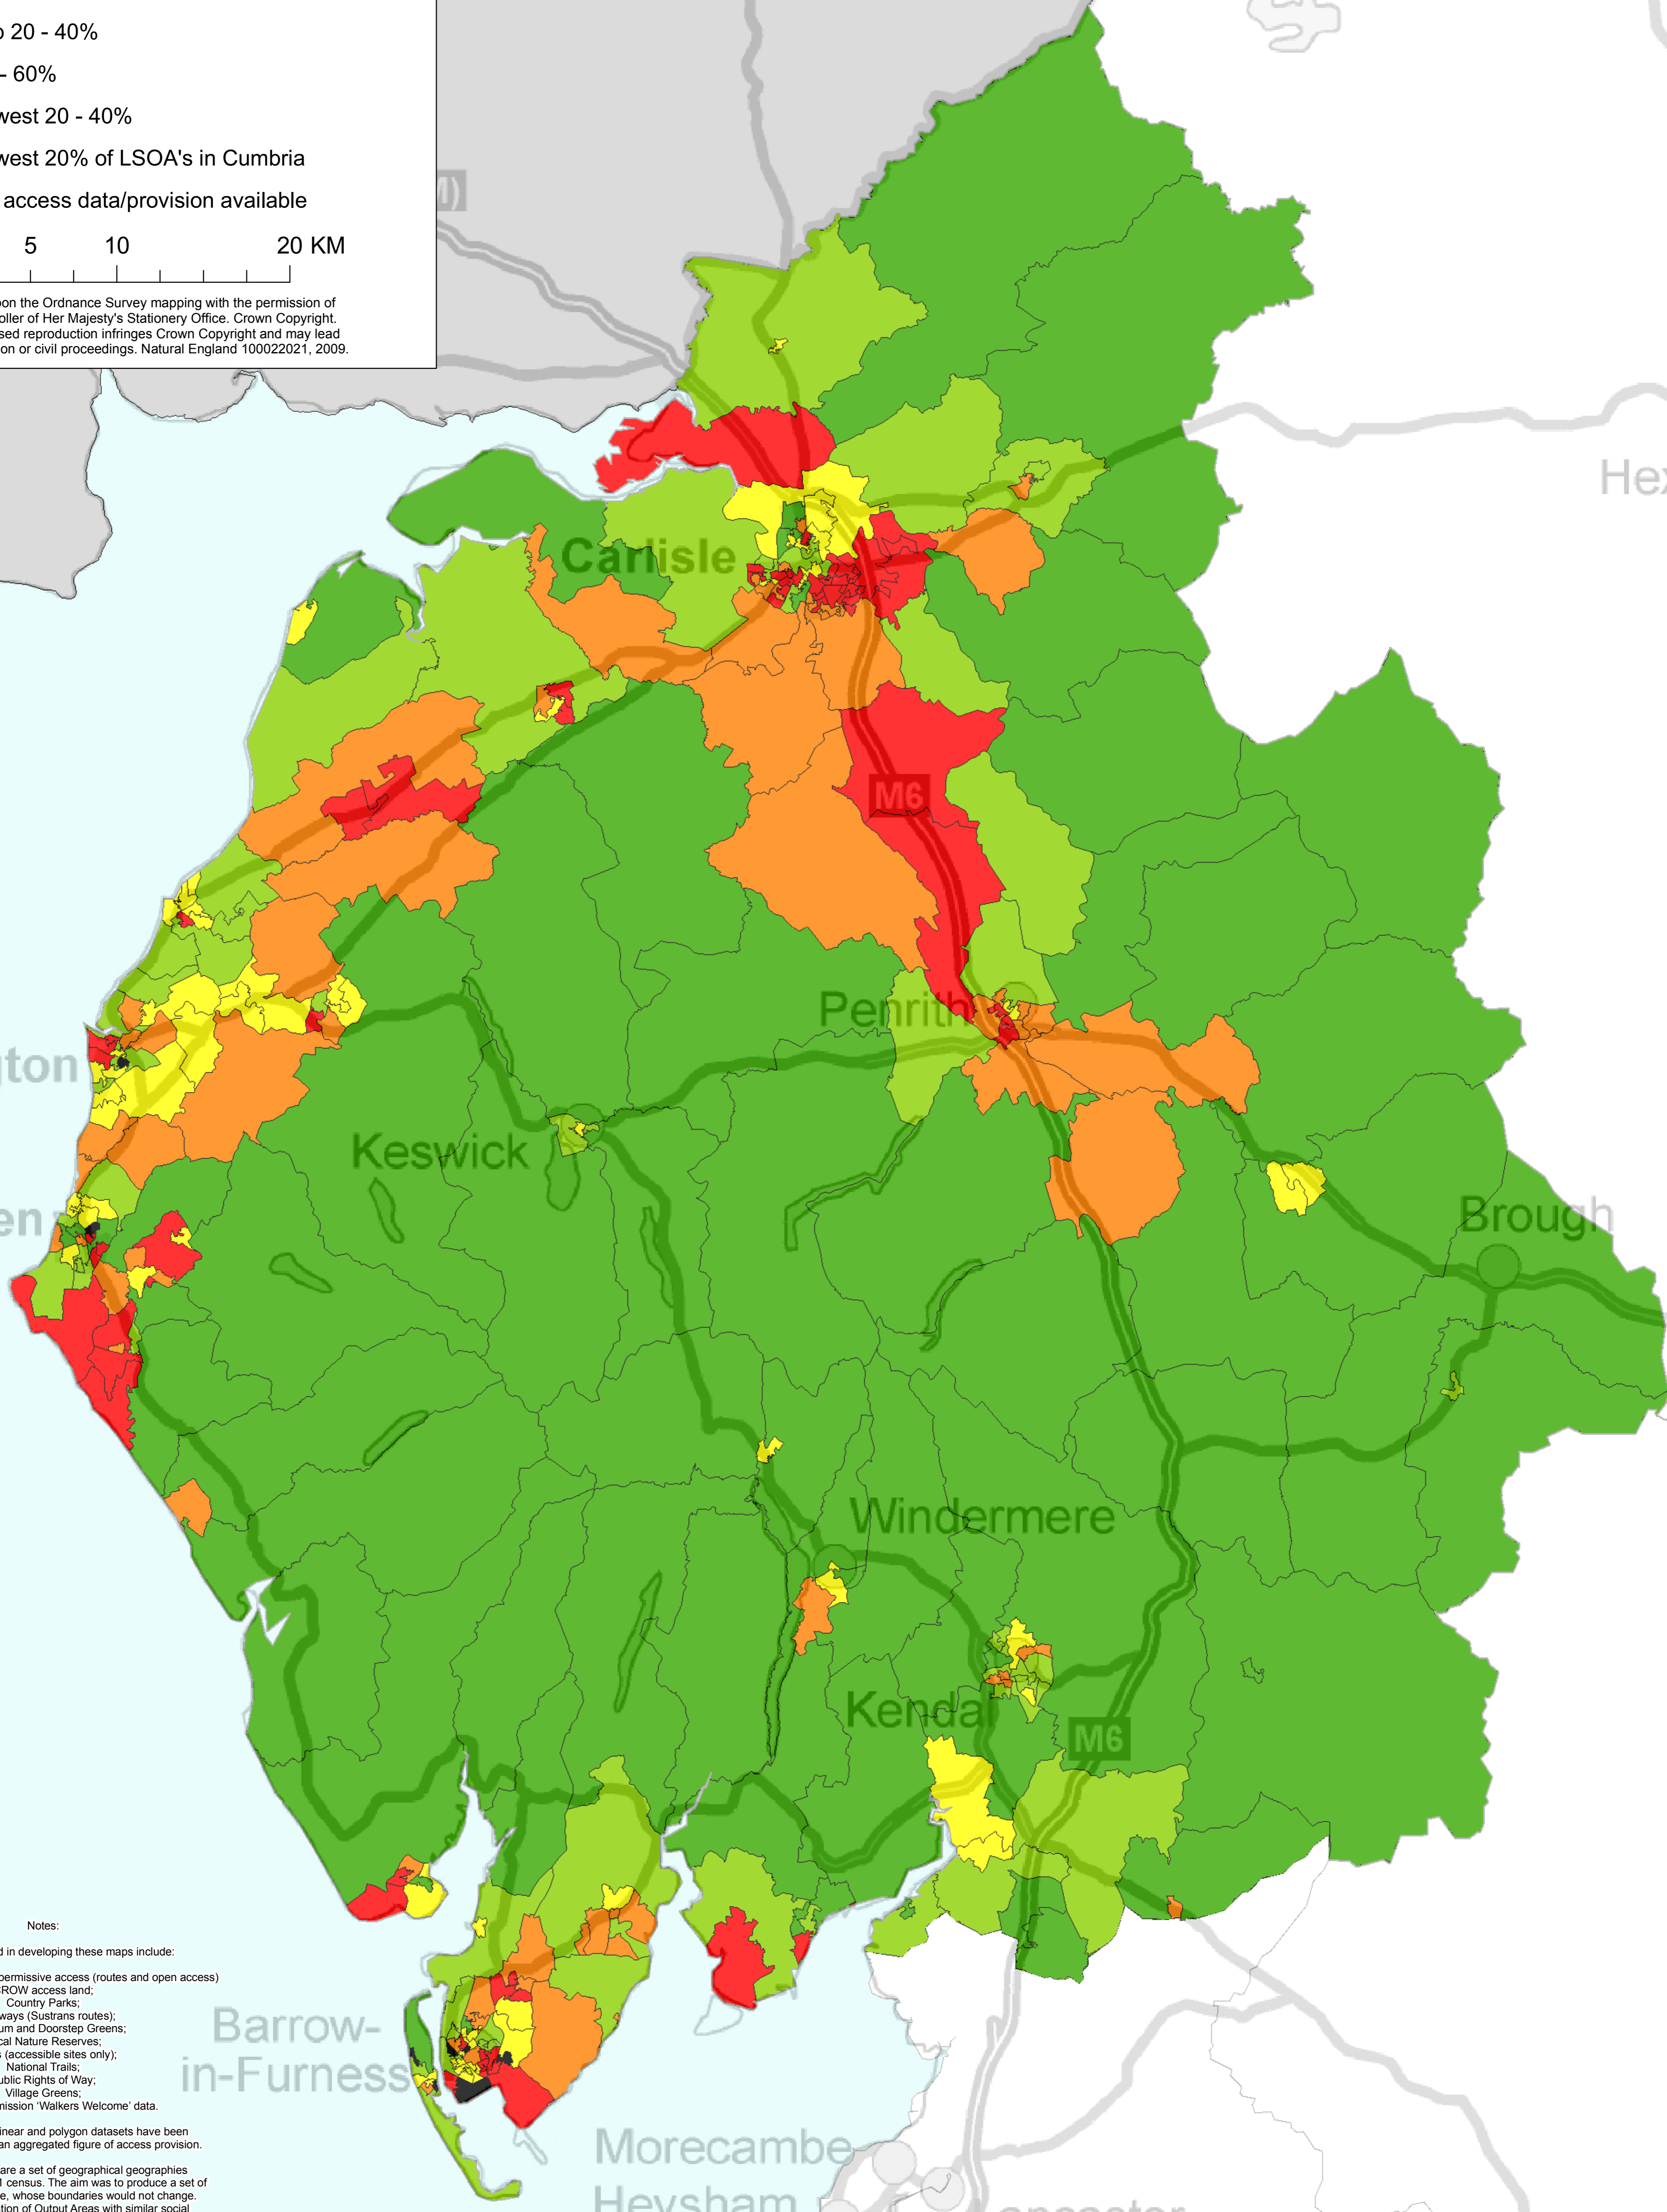 20 - 40%
- 60%
west 20 - 40%
west 20% of LSOA's in Cumbria
access data/provision available
5 10 20 KM
on the Ordnance Survey mapping with the permission of
oller of Her Majesty's Stationery Office. Crown Copyright.
sed reproduction infringes Crown Copyright and may lead
on or civil proceedings. Natural England 100022021, 2009.
Hex
Carlisle
M6
Penrith
gton
Keswick
en
Brough
Windermere
Kendal
M6
Notes:
d in developing these maps include:
permissive access (routes and open access)
ROW access land;
Country Parks;
ways (Sustrans routes);
um and Doorstep Greens;
cal Nature Reserves;
s (accessible sites only);
National Trails;
ublic Rights of Way;
Village Greens;
mission ‘Walkers Welcome’ data.
inear and polygon datasets have been
an aggregated figure of access provision.
are a set of geographical geographies
1 census. The aim was to produce a set of
e, whose boundaries would not change.
tion of Output Areas with similar social
Barrow-
in-Furness
Morecambe
Heysham
ancaster